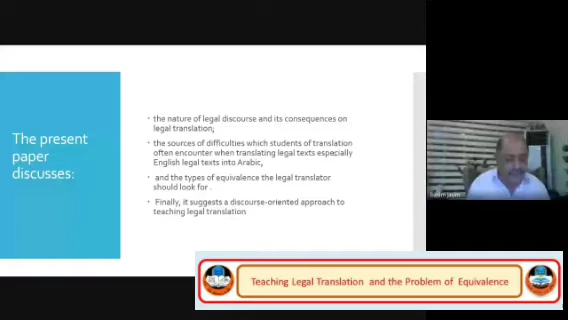 The present
paper
discusses:
the nature of legal discourse and its consequences on
legal translation;
the sources of difficulties which students of translation
often encounter when translating legal texts especially
English legal texts into Arabic,
and the types of equivalence the legal translator
should look for .
Finally, it suggests a discourse-oriented approach to
teaching legal translation
Teaching Legal Translation and the Problem of Equivalence